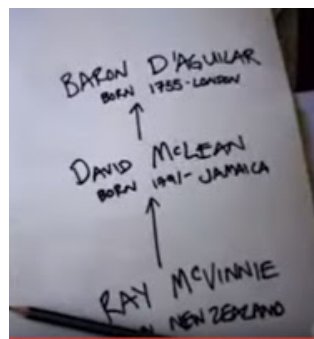 BARON D'AGUILAR
BORN 1755-LONDON
DAVID McLEAN
BORN 1991- JAMAICA
RAY McVINNIE
NEW ZEALAND